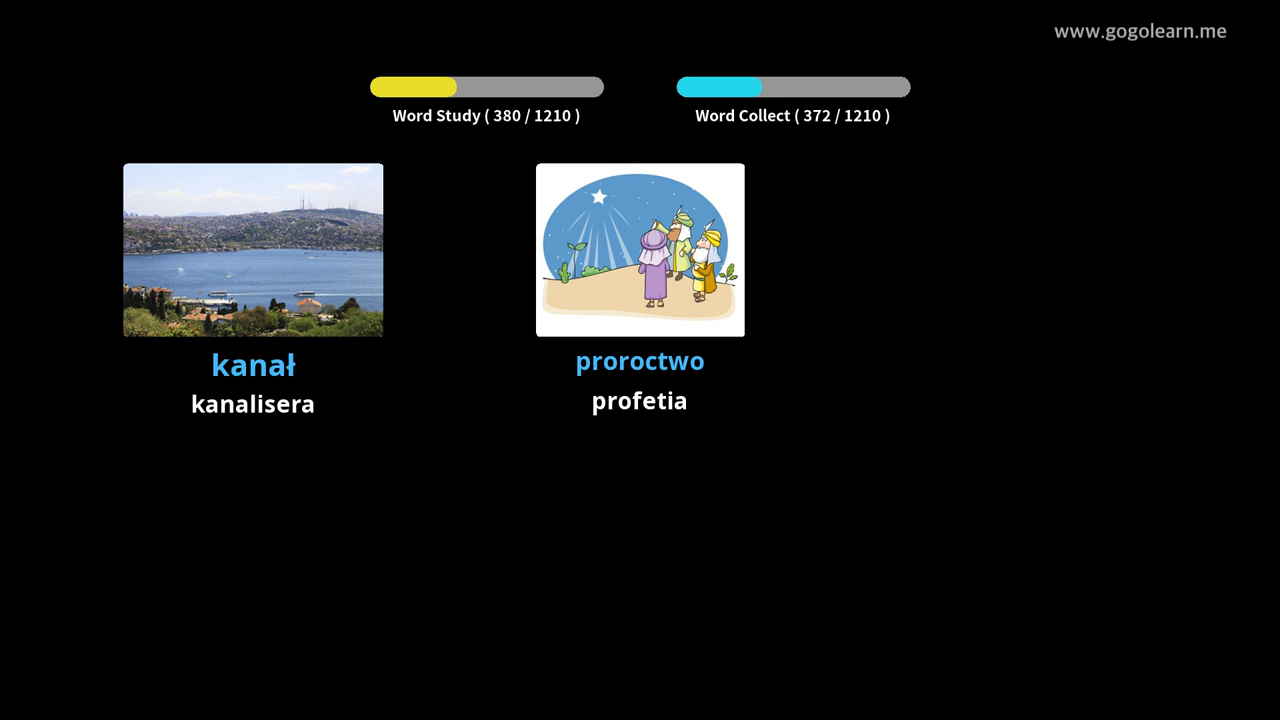 www.gogolearn.me
Word Study ( 380 / 1210 )
Word Collect ( 372 / 1210 )
kanał
kanalisera
proroctwo
profetia